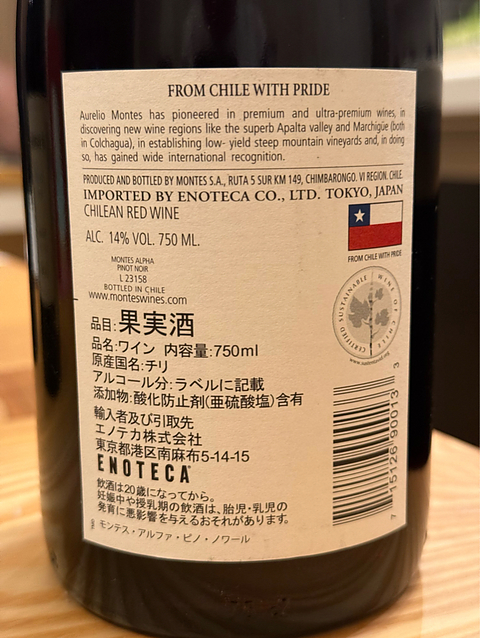 FROM CHILE WITH PRIDE
Aurelio Montes has pioneered in premium and ultra-premium wines, in
discovering new wine regions like the superb Apalta valley and Marchigüe (both
in Colchagua), in establishing low- yield steep mountain vineyards and, in doing
so, has gained wide international recognition.
PRODUCED AND BOTTLED BY MONTES S.A., RUTA 5 SUR KM 149, CHIMBARONGO. VI REGION. CHILE.
IMPORTED BY ENOTECA CO., LTD. TOKYO, JAPAN
CHILEAN RED WINE
ALC. 14% VOL. 750 ML.
FROM CHILE WITH PRIDE
MONTES ALPHA
PINOT NOIR
L 23158
BOTTLED IN CHILE
www.monteswines.com
CERTIFIED SUSTAINABLE WINE OF CHILE
品目:果実酒
品名:ワイン 内容量:750ml
原産国名:チリ
アルコール分:ラベルに記載
添加物:酸化防止剤(亜硫酸塩)含有
輸入者及び引取先
エノテカ株式会社
東京都港区南麻布5-14-15
ENOTECA
飲酒は20歳になってから。
妊娠中や授乳期の飲酒は、胎児・乳児の
発育に悪影響を与えるおそれがあります。
モンテス・アルファ・ピノ・ノワール
7 15126 90013 3